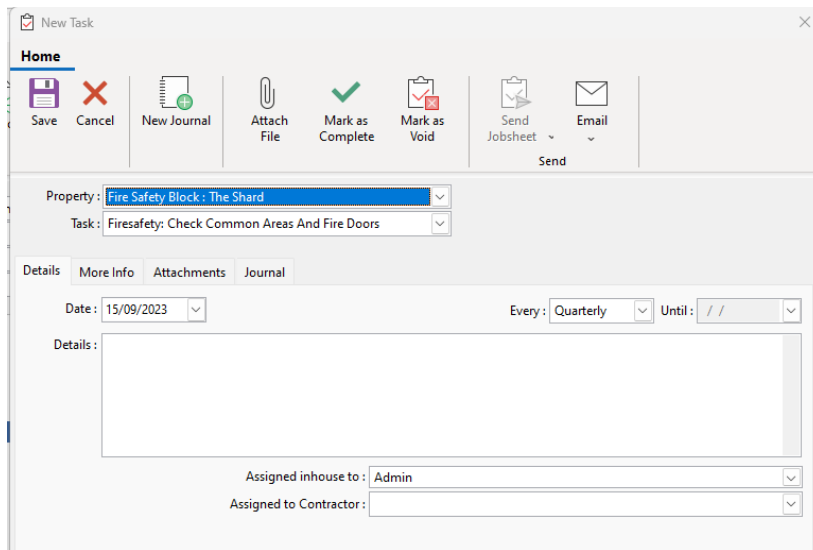 New Task
Home
Save
Cancel
New Journal
Attach
File
Mark as
Complete
Mark as
Void
Send
Jobsheet
Email
Send
Property : Fire Safety Block : The Shard
Task : Firesafety: Check Common Areas And Fire Doors
Details More Info Attachments Journal
Date : 15/09/2023 Every : Quarterly Until : / /
Details :
Assigned inhouse to : Admin
Assigned to Contractor :